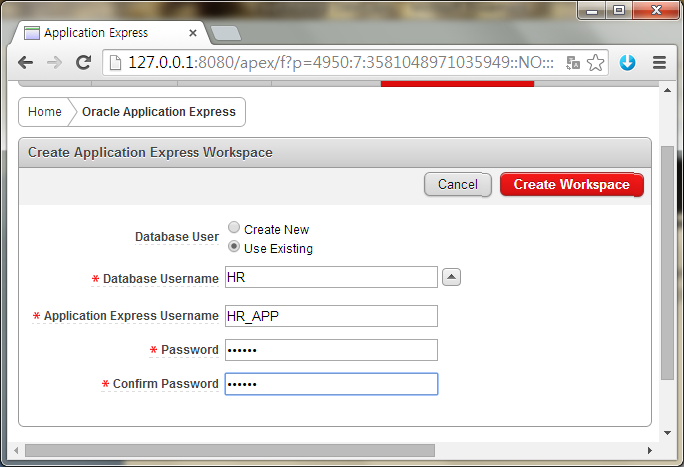 Application Express
127.0.0.1:8080/apex/f?p=4950:7:3581048971035949::NO:::
Home Oracle Application Express
Create Application Express Workspace
Cancel Create Workspace
Database User
Create New
Use Existing
* Database Username HR
* Application Express Username HR_APP
* Password ••••••
* Confirm Password ••••••